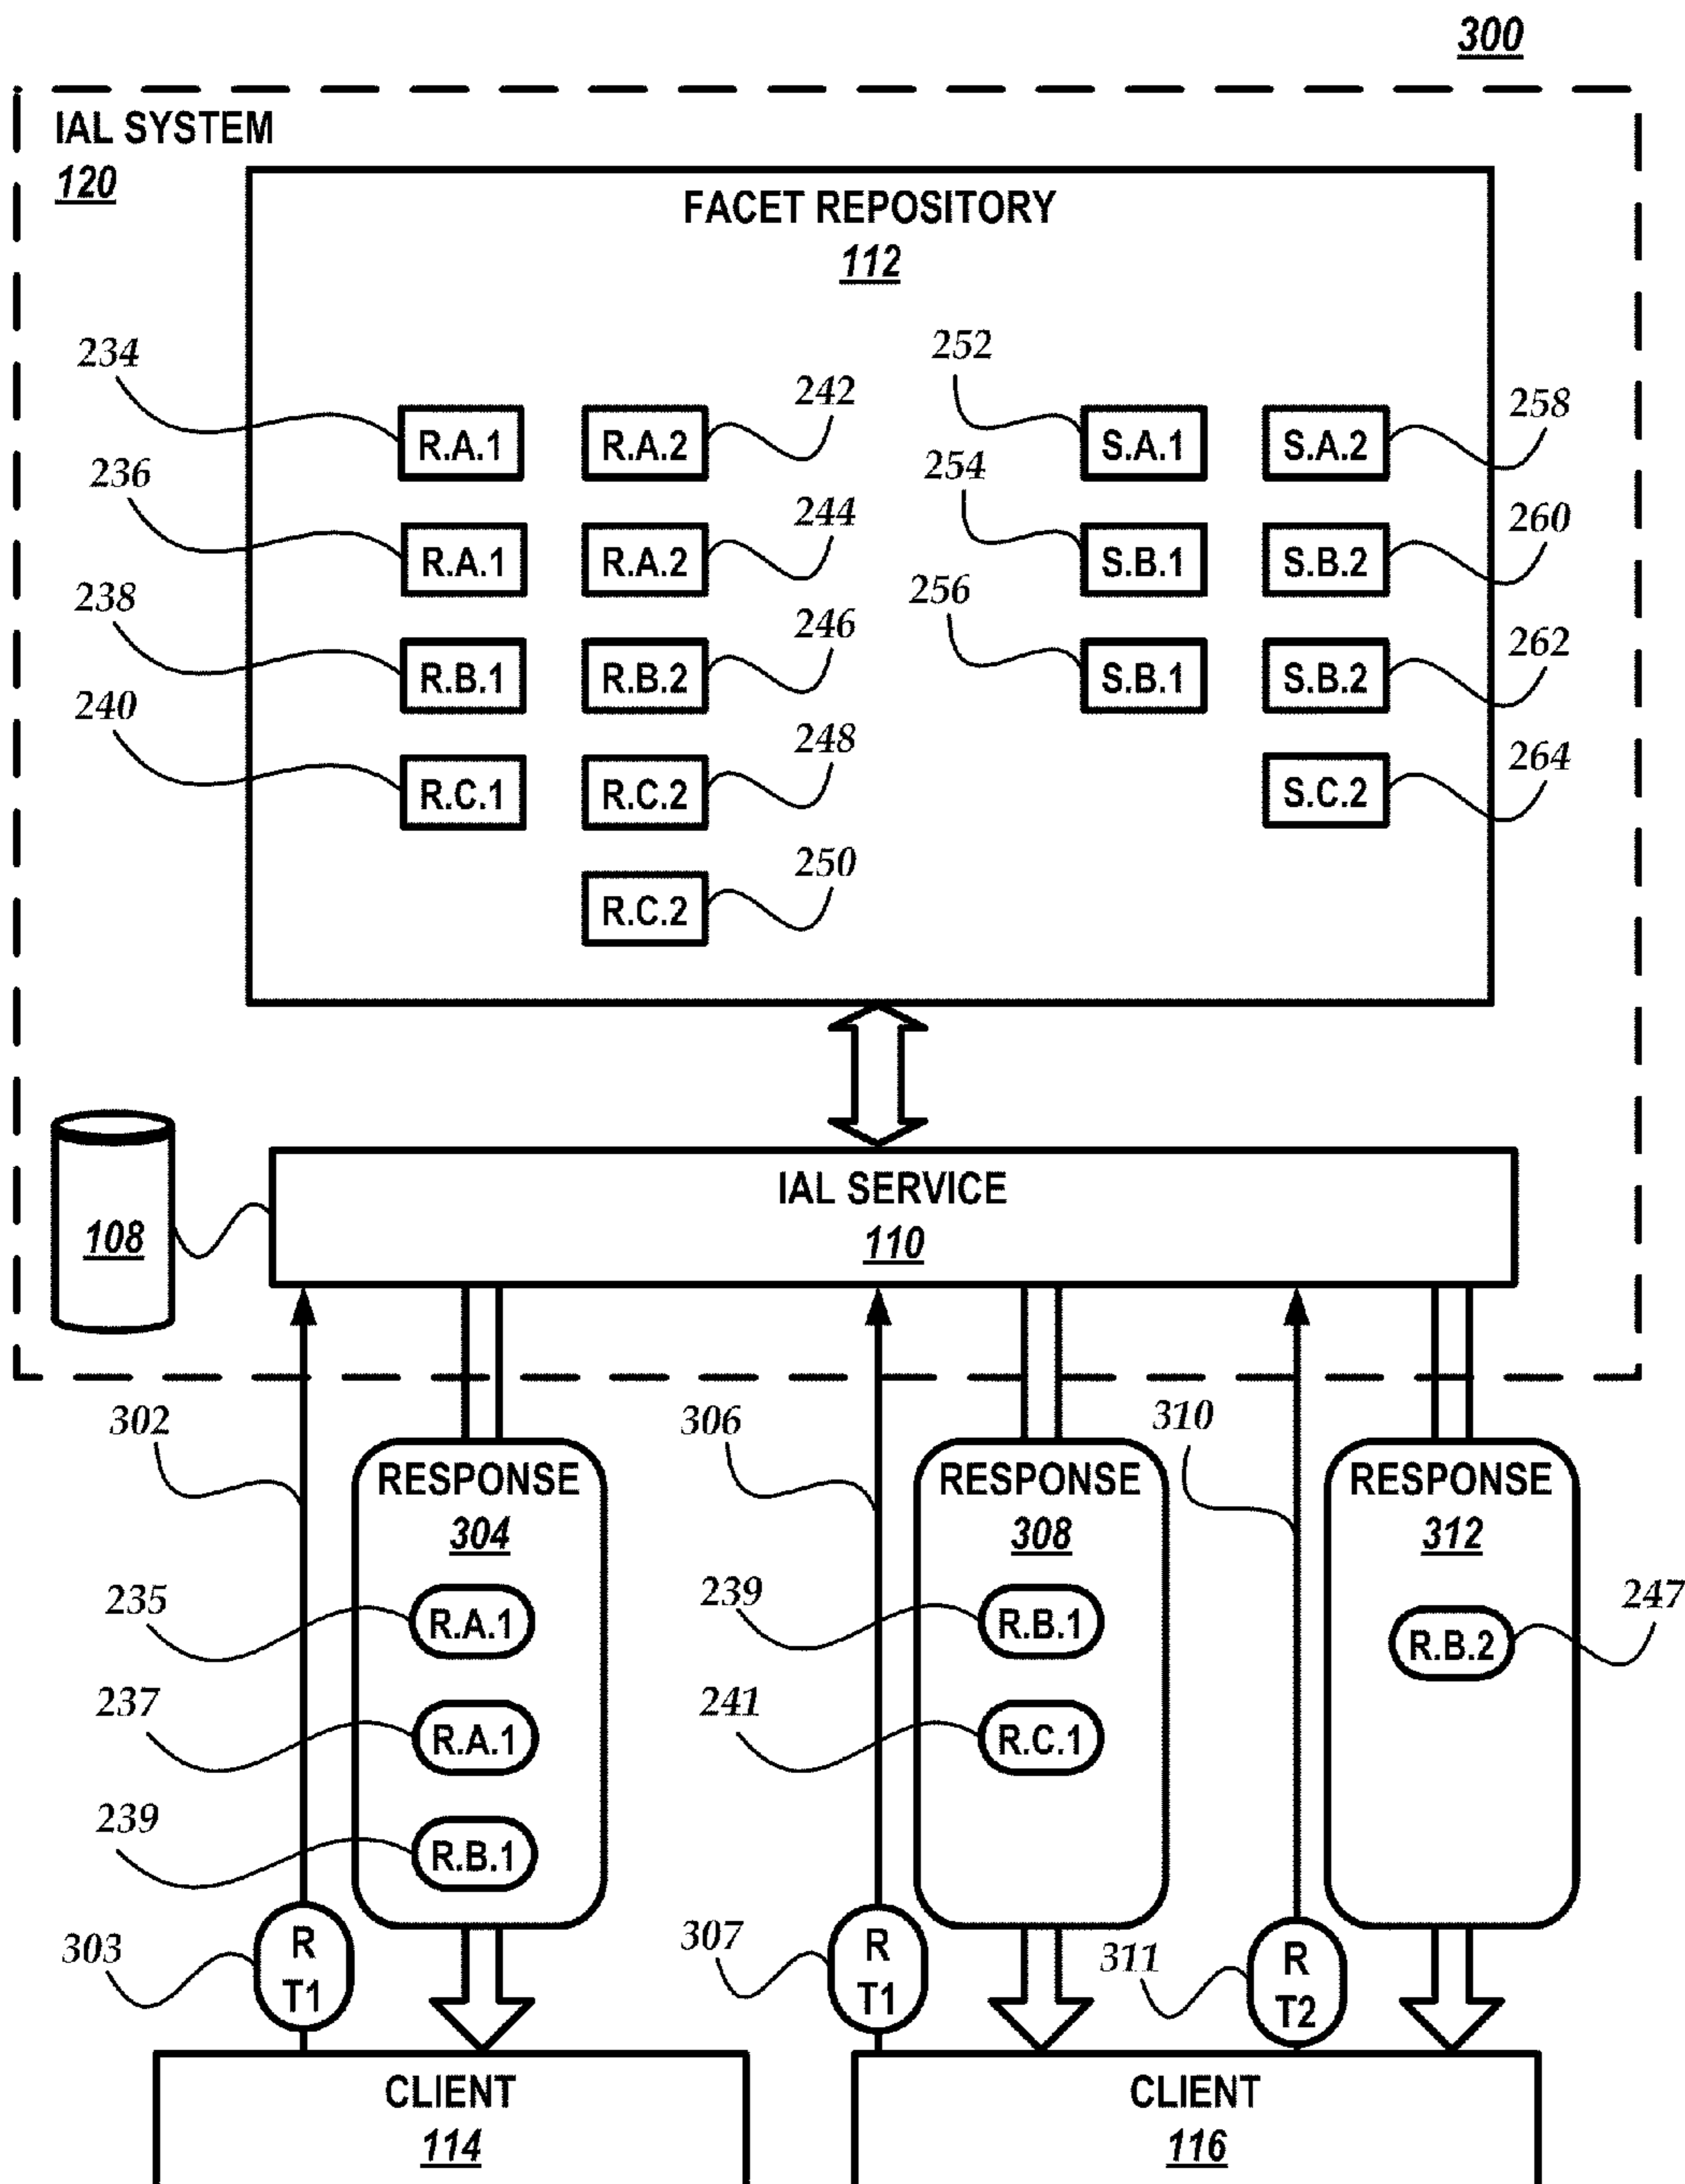 300
IAL SYSTEM
120
FACET REPOSITORY
112
234
R.A.1
R.A.2
242
252
S.A.1
S.A.2
258
236
R.A.1
R.A.2
244
254
S.B.1
S.B.2
260
238
R.B.1
R.B.2
246
256
S.B.1
S.B.2
262
240
R.C.1
R.C.2
248
S.C.2
264
R.C.2
250
108
IAL SERVICE
110
302
RESPONSE
304
235
R.A.1
237
R.A.1
239
R.B.1
303
R
T1
306
RESPONSE
308
239
R.B.1
241
R.C.1
307
R
T1
310
RESPONSE
312
R.B.2
247
311
R
T2
CLIENT
114
CLIENT
116